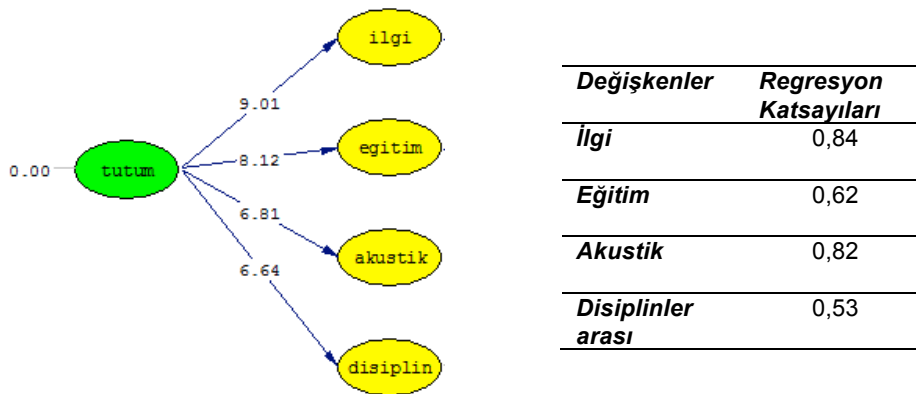 ilgi
9.01
egitim
8.12
0.00
tutum
6.81
akustik
6.64
disiplin
Değişkenler Regresyon
Katsayıları
İlgi 0,84
Eğitim 0,62
Akustik 0,82
Disiplinler 0,53
arası